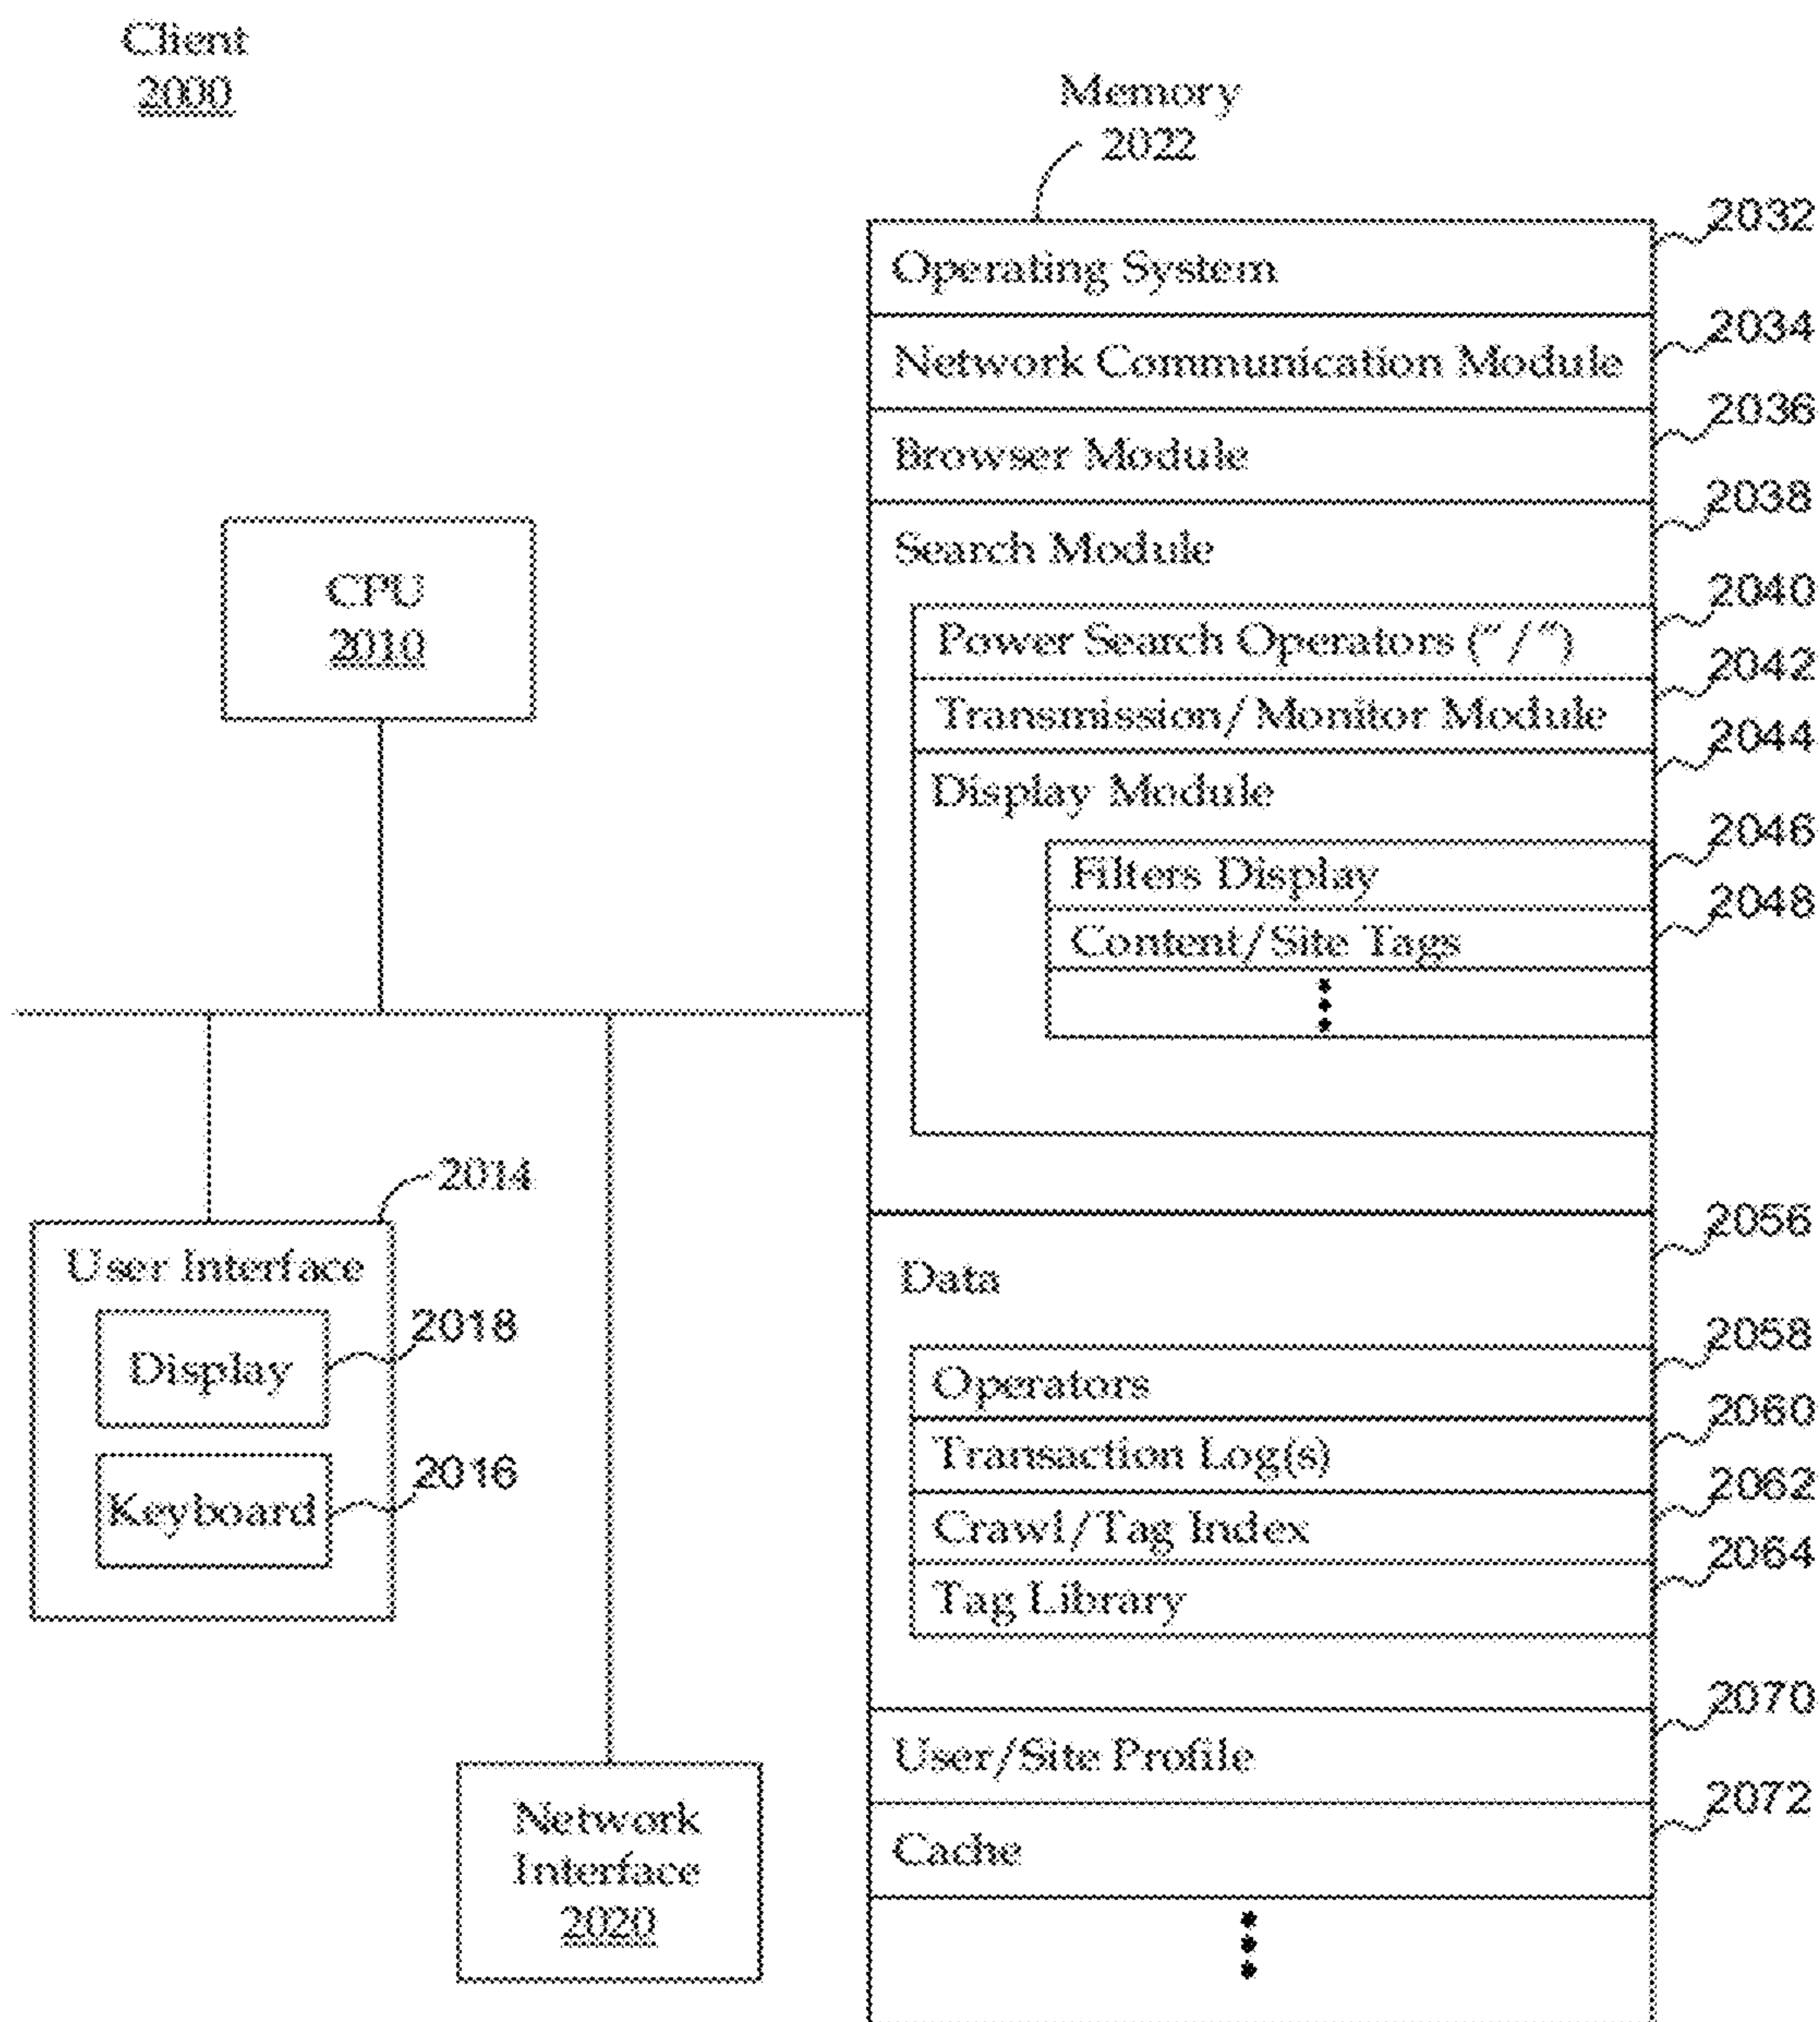 Client
2000
Memory
2022
Operating System
2032
Network Communication Module
2034
Browser Module
2036
Search Module
2038
Power Search Operators ("/")
2040
Transmission/Monitor Module
2042
Display Module
2044
Filters Display
2046
Content/Site Tags
2048
CPU
2010
2014
User Interface
Display
2018
Keyboard
2016
Network
Interface
2020
Data
2056
Operators
2058
Transaction Log(s)
2060
Crawl/Tag Index
2062
Tag Library
2064
User/Site Profile
2070
Cache
2072